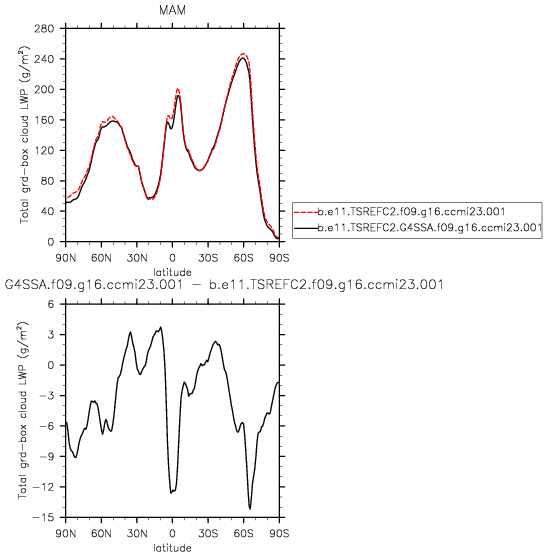 MAM
Total grd-box cloud LWP (g/m²)
280
240
200
160
120
80
40
0
90N 60N 30N 0 30S 60S 90S
latitude
b.e11.TSREFC2.f09.g16.ccmi23.001
b.e11.TSREFC2.G4SSA.f09.g16.ccmi23.001
G4SSA.f09.g16.ccmi23.001 - b.e11.TSREFC2.f09.g16.ccmi23.001
Total grd-box cloud LWP (g/m²)
6
3
0
-3
-6
-9
-12
-15
90N 60N 30N 0 30S 60S 90S
latitude